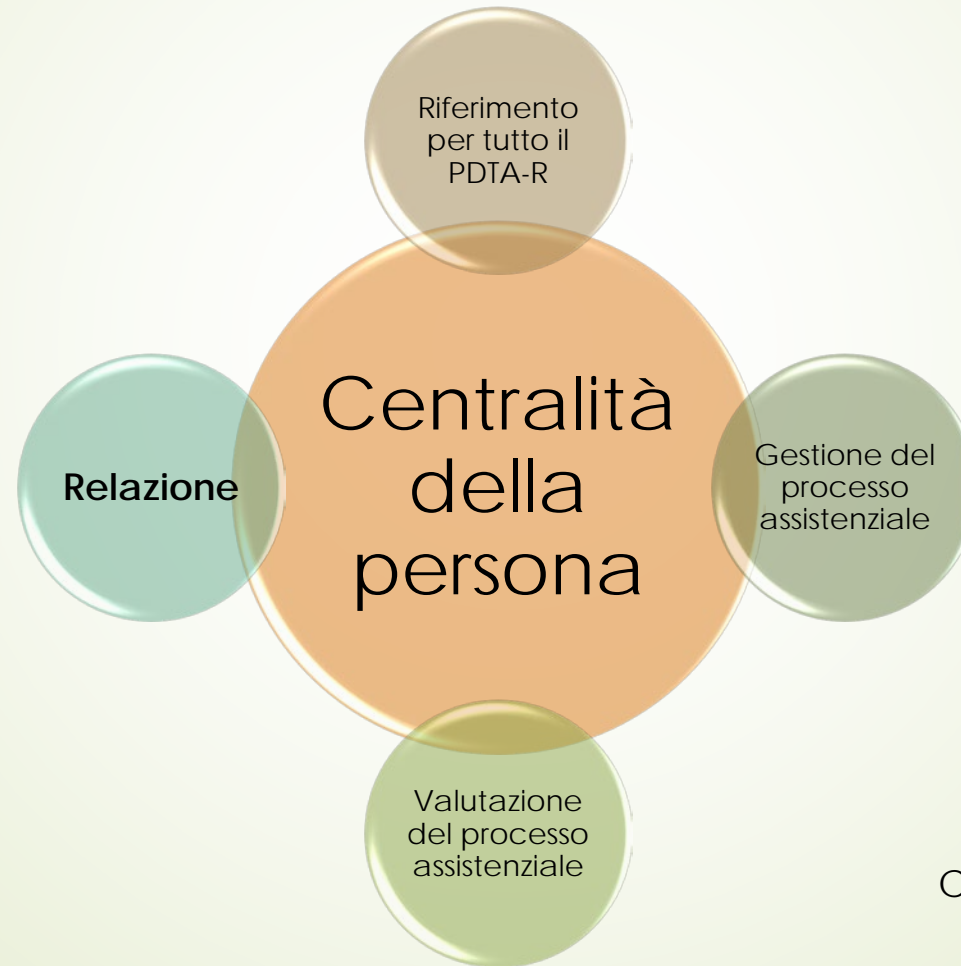 Riferimento
per tutto il
PDTA-R
Centralità
della
persona
Relazione
Gestione del
processo
assistenziale
Valutazione
del processo
assistenziale